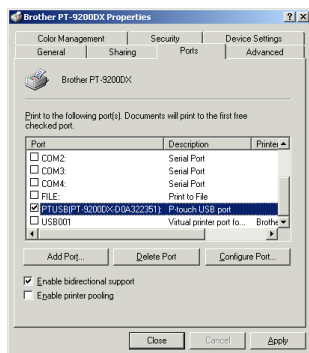 Brother PT-9200DX Properties
Color Management Security Device Settings
General Sharing Ports Advanced
Brother PT-9200DX
Print to the following port(s). Documents will print to the first free
checked port.
Port Description Printer
COM2: Serial Port
COM3: Serial Port
COM4: Serial Port
FILE: Print to File
PTUSB(PT-9200DX-D0A322351): P-touch USB port
USB001 Virtual printer port fo... Brothe
Add Port... Delete Port Configure Port...
Enable bidirectional support
Enable printer pooling
Close Cancel Apply